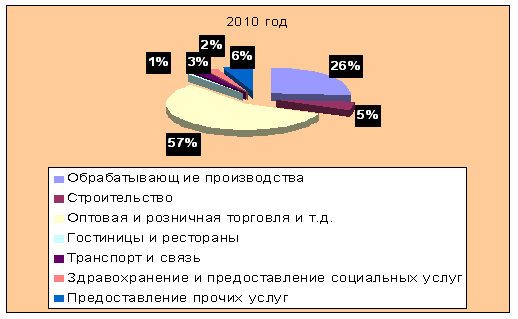 2010 год
2%
1%
3%
6%
26%
5%
57%
Обрабатывающие производства
Строительство
Оптовая и розничная торговля и т.д.
Гостиницы и рестораны
Транспорт и связь
Здравохранение и предоставление социальных услуг
Предоставление прочих услуг